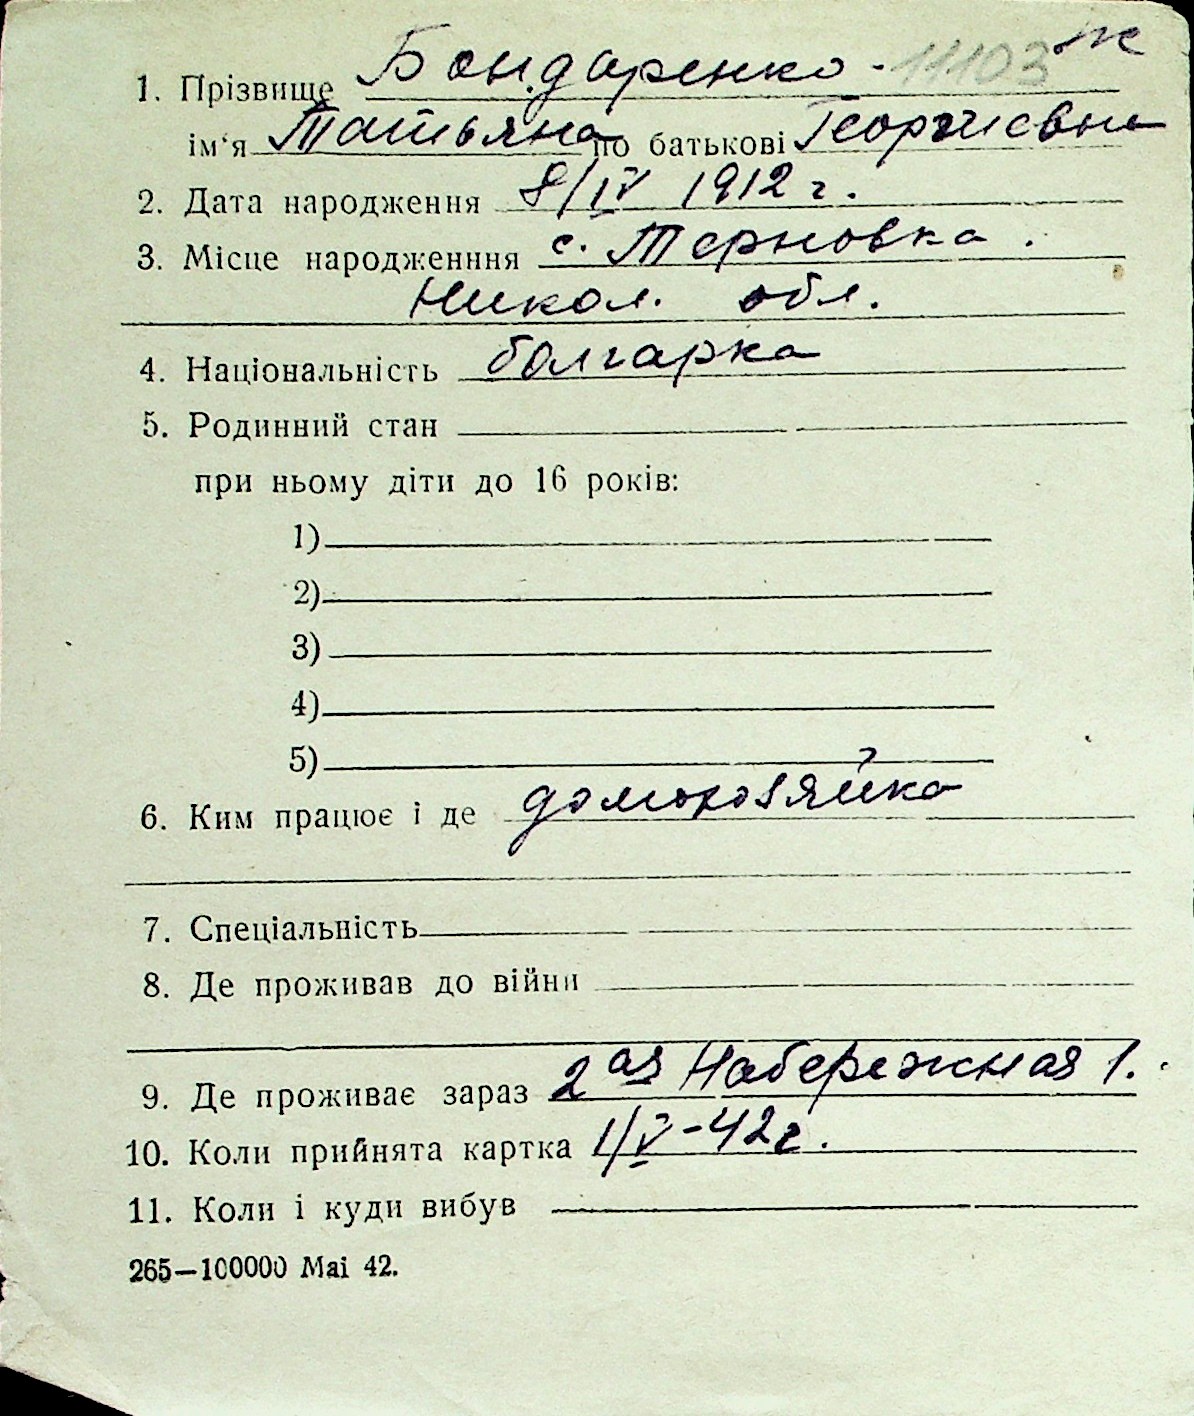 1. Прізвище Бондаренко. 11103 ж
ім'я Татьяна по батькові Георгиевна
2. Дата народження 8/IV 1912 г.
3. Місце народженння с. Терновка.
Никол. обл.
4. Національність болгарка
5. Родинний стан
при ньому діти до 16 років:
1)
2)
3)
4)
5)
6. Ким працює і де домохозяйка
7. Спеціальність
8. Де проживав до війни
9. Де проживає зараз 2ая Набережная 1.
10. Коли прийнята картка 1/V-42г.
11. Коли і куди вибув
265—100000 Mai 42.